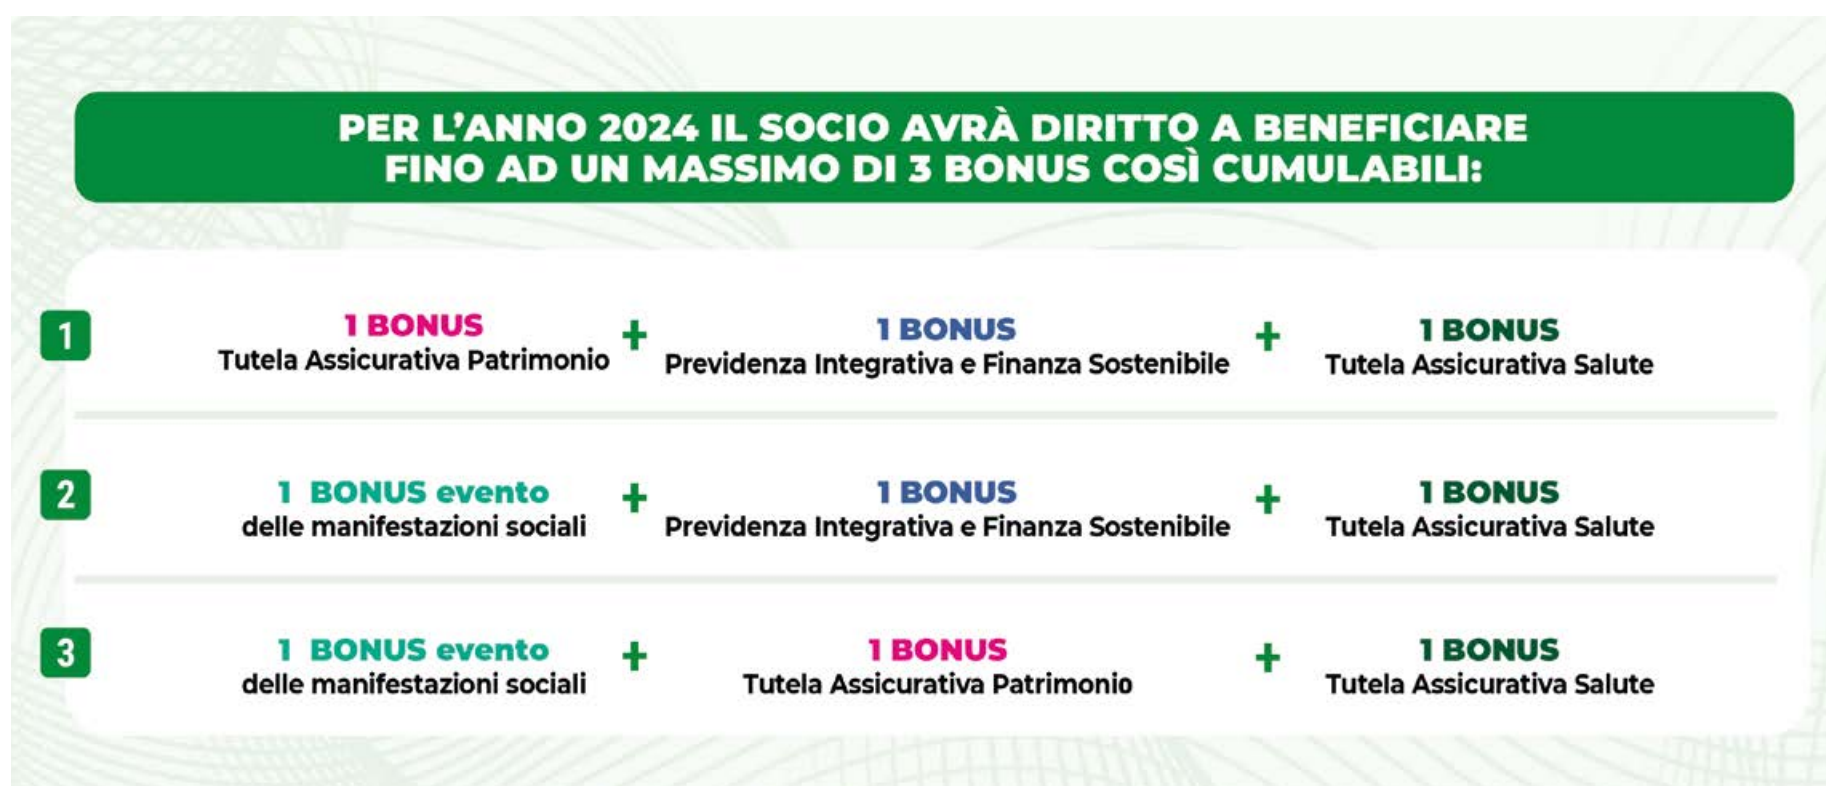 PER L'ANNO 2024 IL SOCIO AVRÀ DIRITTO A BENEFICIARE
FINO AD UN MASSIMO DI 3 BONUS COSÌ CUMULABILI:
1
1 BONUS
Tutela Assicurativa Patrimonio
+
1 BONUS
Previdenza Integrativa e Finanza Sostenibile
+
1 BONUS
Tutela Assicurativa Salute
2
1 BONUS evento
delle manifestazioni sociali
+
1 BONUS
Previdenza Integrativa e Finanza Sostenibile
+
1 BONUS
Tutela Assicurativa Salute
3
1 BONUS evento
delle manifestazioni sociali
+
1 BONUS
Tutela Assicurativa Patrimonio
+
1 BONUS
Tutela Assicurativa Salute